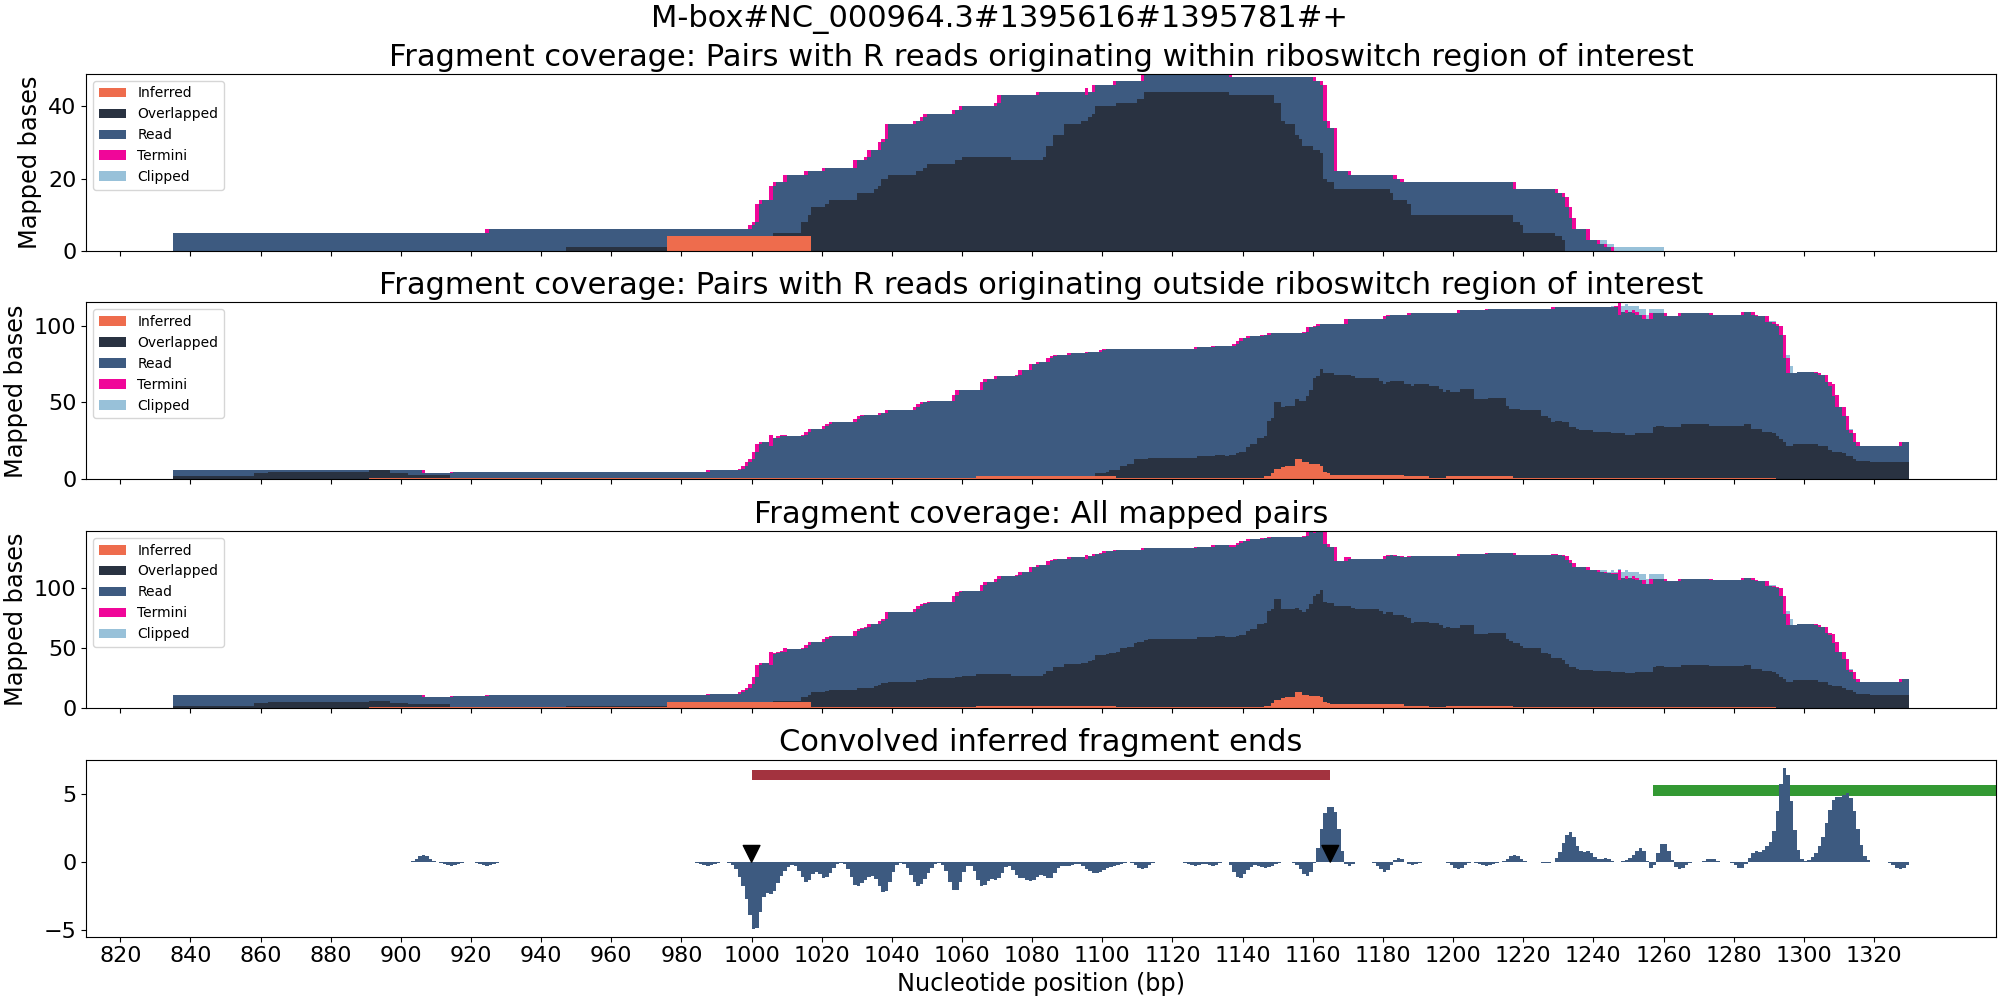 M-box#NC_000964.3#1395616#1395781#+
Fragment coverage: Pairs with R reads originating within riboswitch region of interest
Mapped bases
40
20
0
Inferred
Overlapped
Read
Termini
Clipped
Fragment coverage: Pairs with R reads originating outside riboswitch region of interest
Mapped bases
100
50
0
Inferred
Overlapped
Read
Termini
Clipped
Fragment coverage: All mapped pairs
Mapped bases
100
50
0
Inferred
Overlapped
Read
Termini
Clipped
Convolved inferred fragment ends
5
0
−5
820 840 860 880 900 920 940 960 980 1000 1020 1040 1060 1080 1100 1120 1140 1160 1180 1200 1220 1240 1260 1280 1300 1320
Nucleotide position (bp)